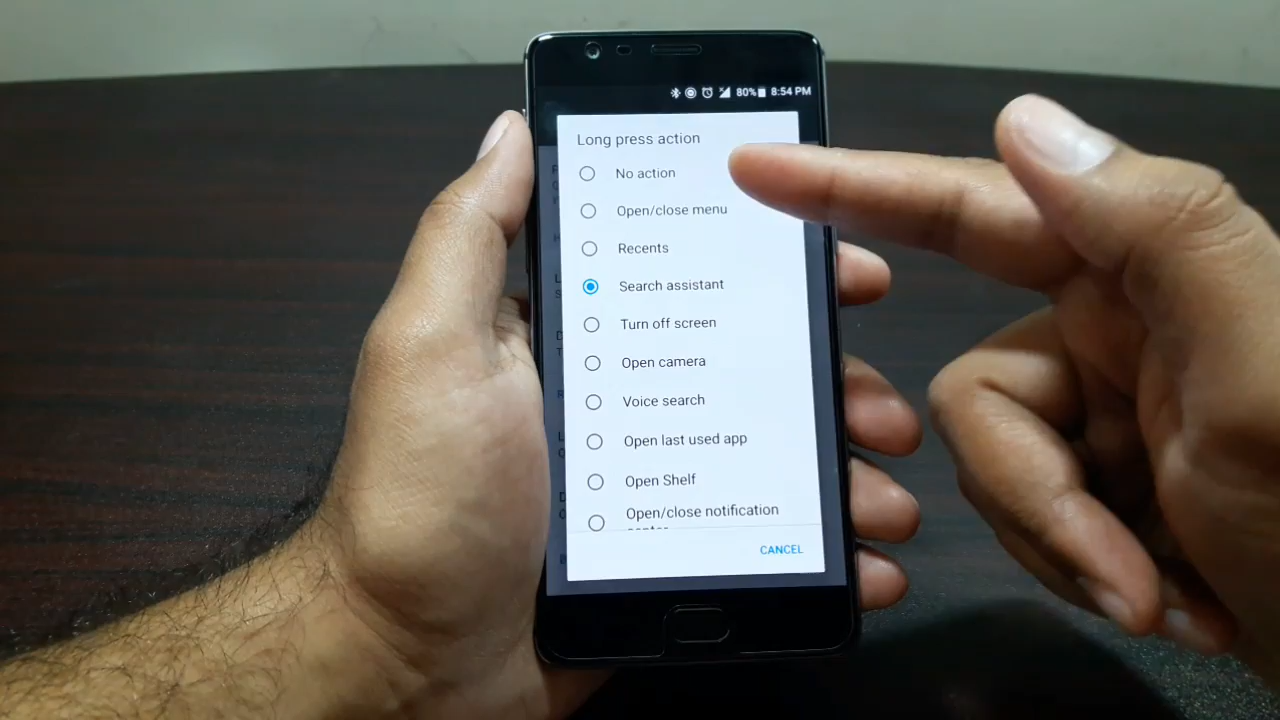 80% 8:54 PM
Long press action
No action
Open/close menu
Recents
Search assistant
Turn off screen
Open camera
Voice search
Open last used app
Open Shelf
Open/close notification
CANCEL